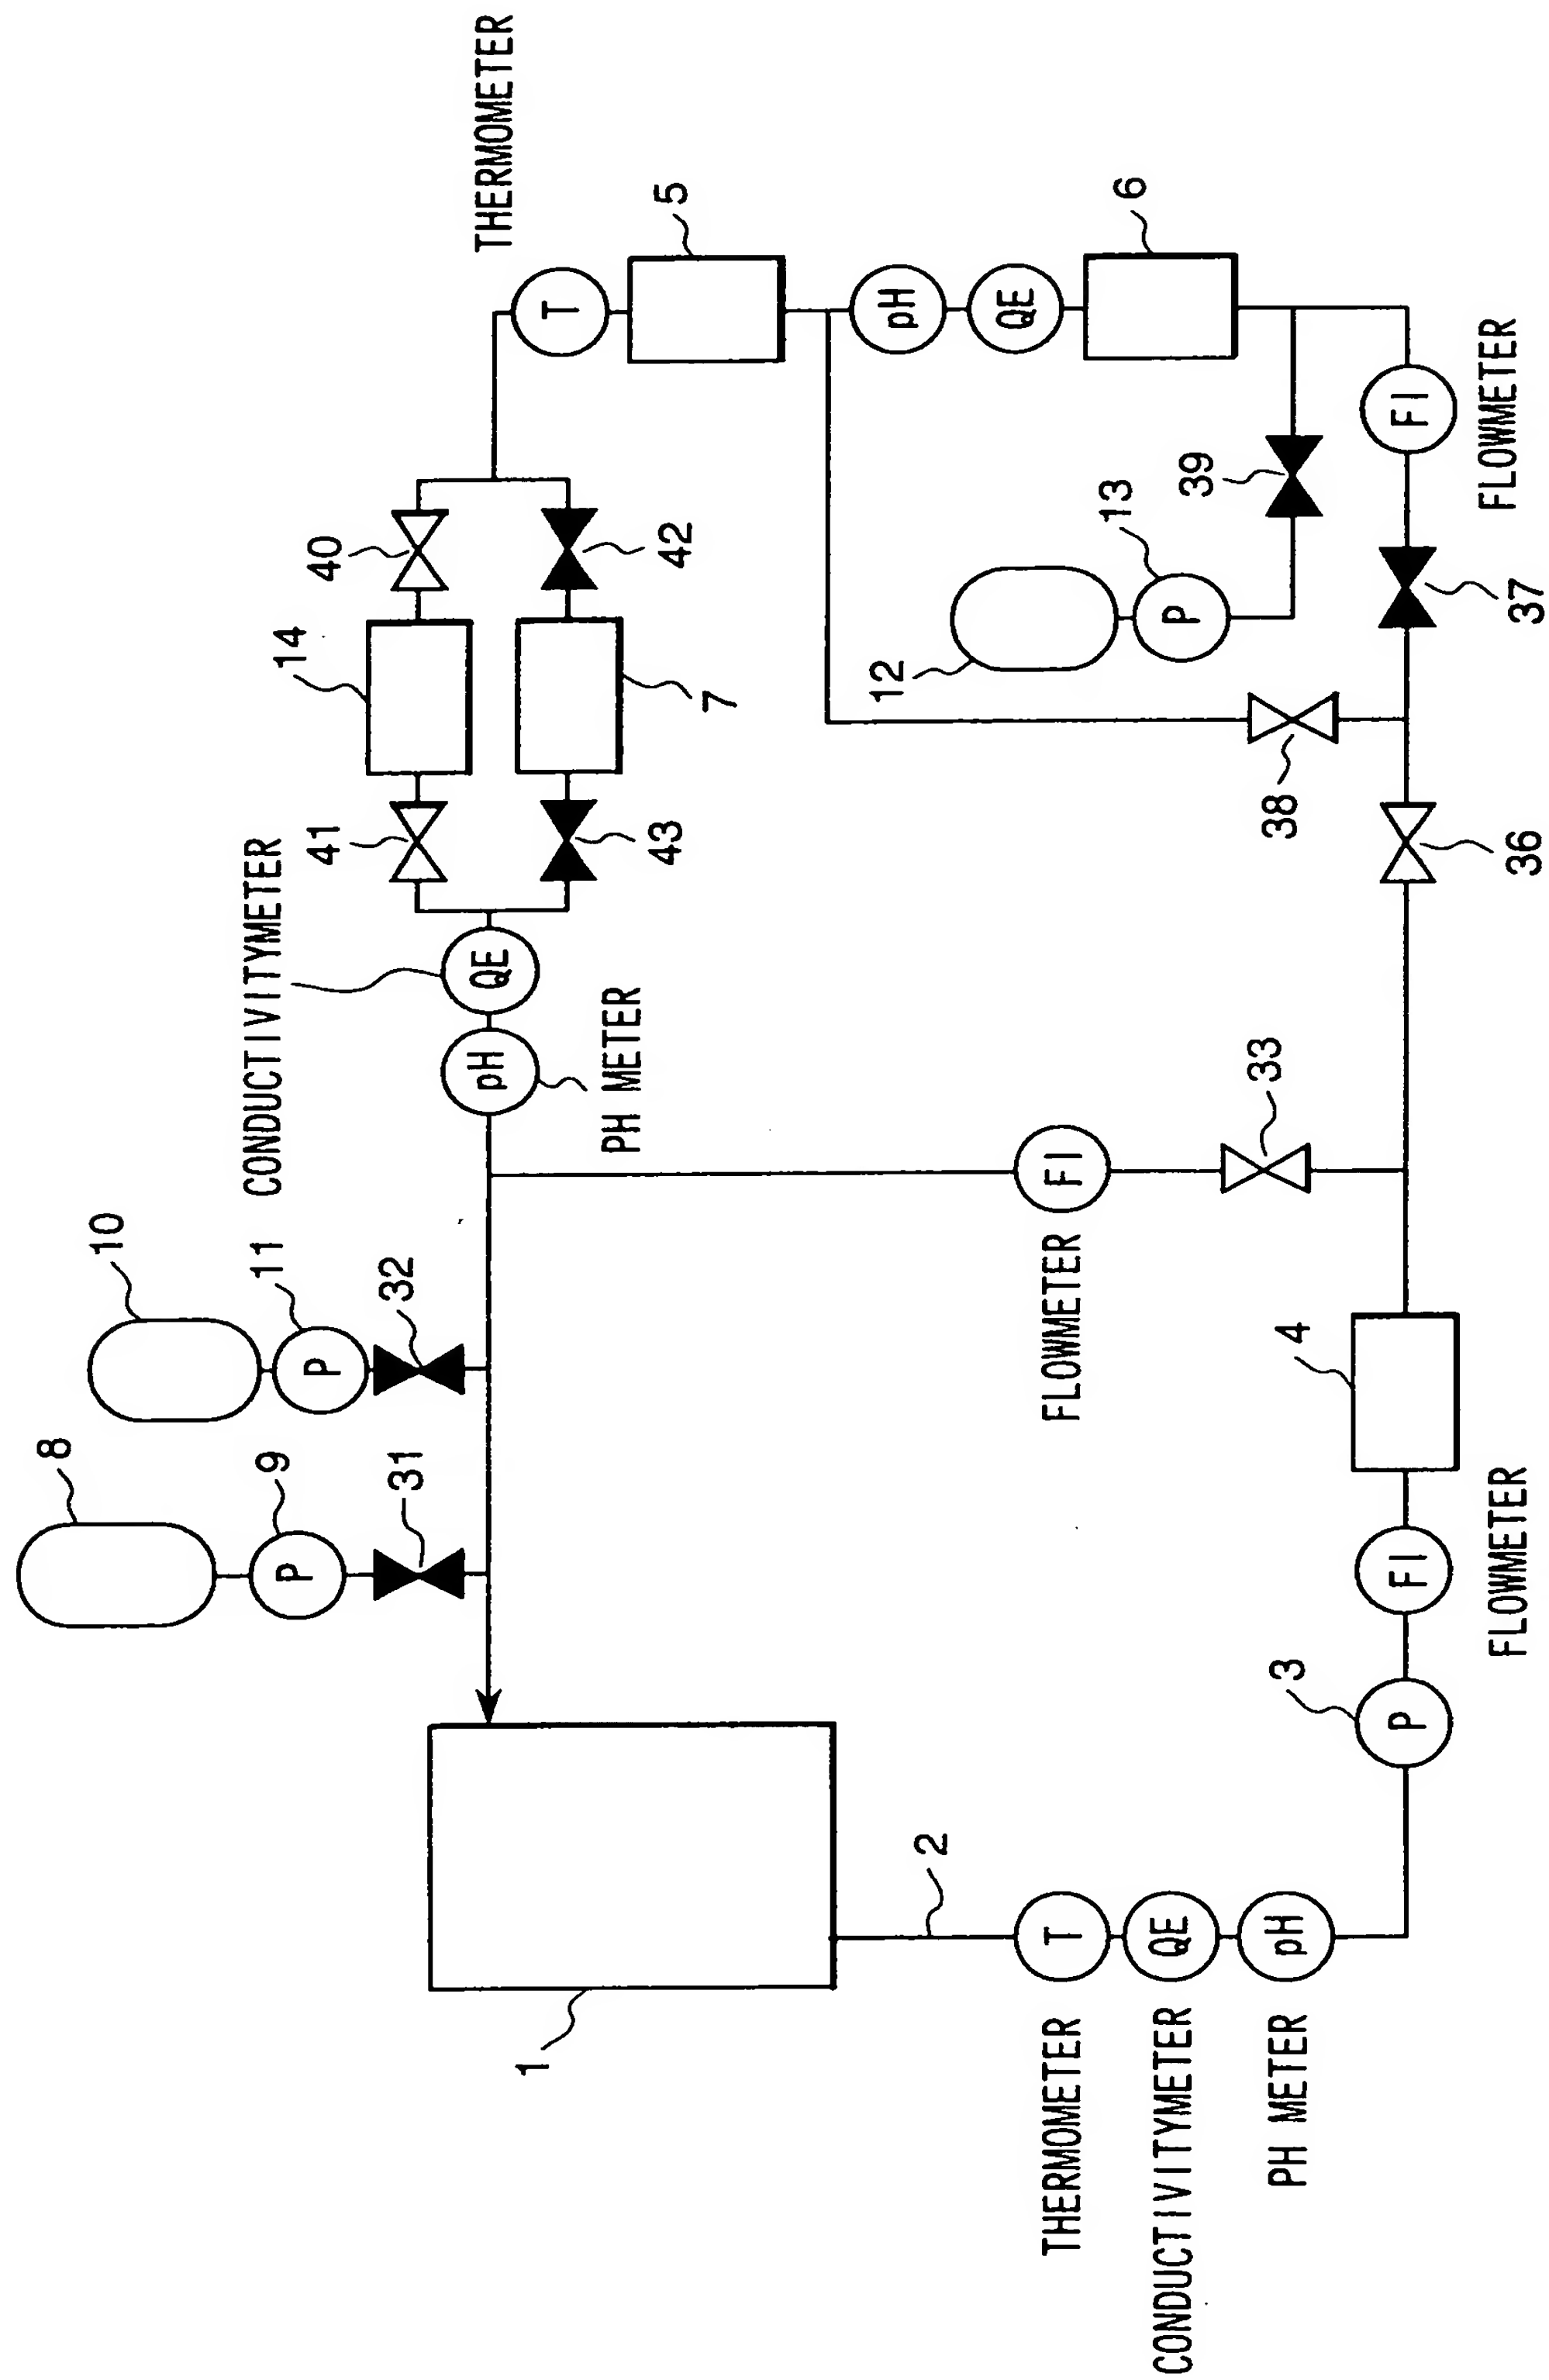 THERMOMETER
T
5
pH
QE
6
FI
FLOWMETER
39
13
P
12
37
38
36
40
42
14
7
41
43
CONDUCTIVITYMETER
QE
pH
PH METER
33
FI
FLOWMETER
10
11
P
32
8
9
P
31
4
FI
FLOWMETER
3
P
1
2
T
QE
pH
THERMOMETER
CONDUCTIVITYMETER
PH METER